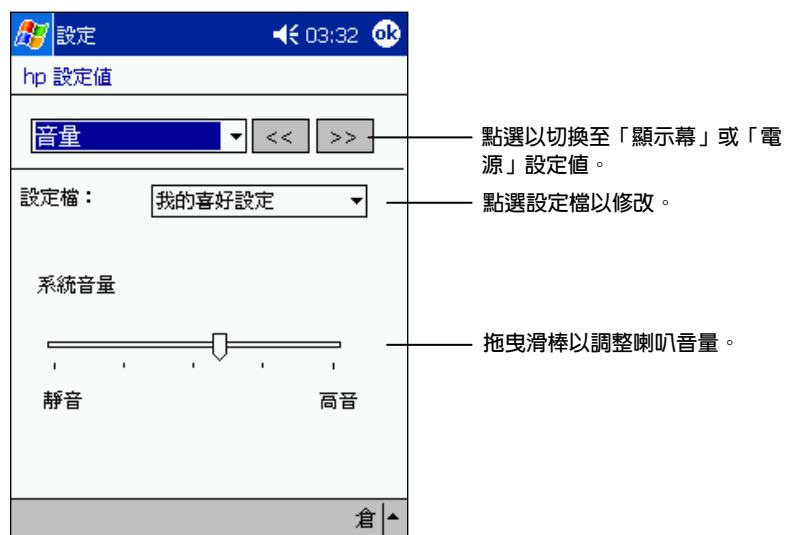 設定 03:32 ok
hp 設定值
音量 << >>
點選以切換至「顯示幕」或「電
源」設定值。
設定檔： 我的喜好設定
點選設定檔以修改。
系統音量
拖曳滑棒以調整喇叭音量。
靜音 高音
倉